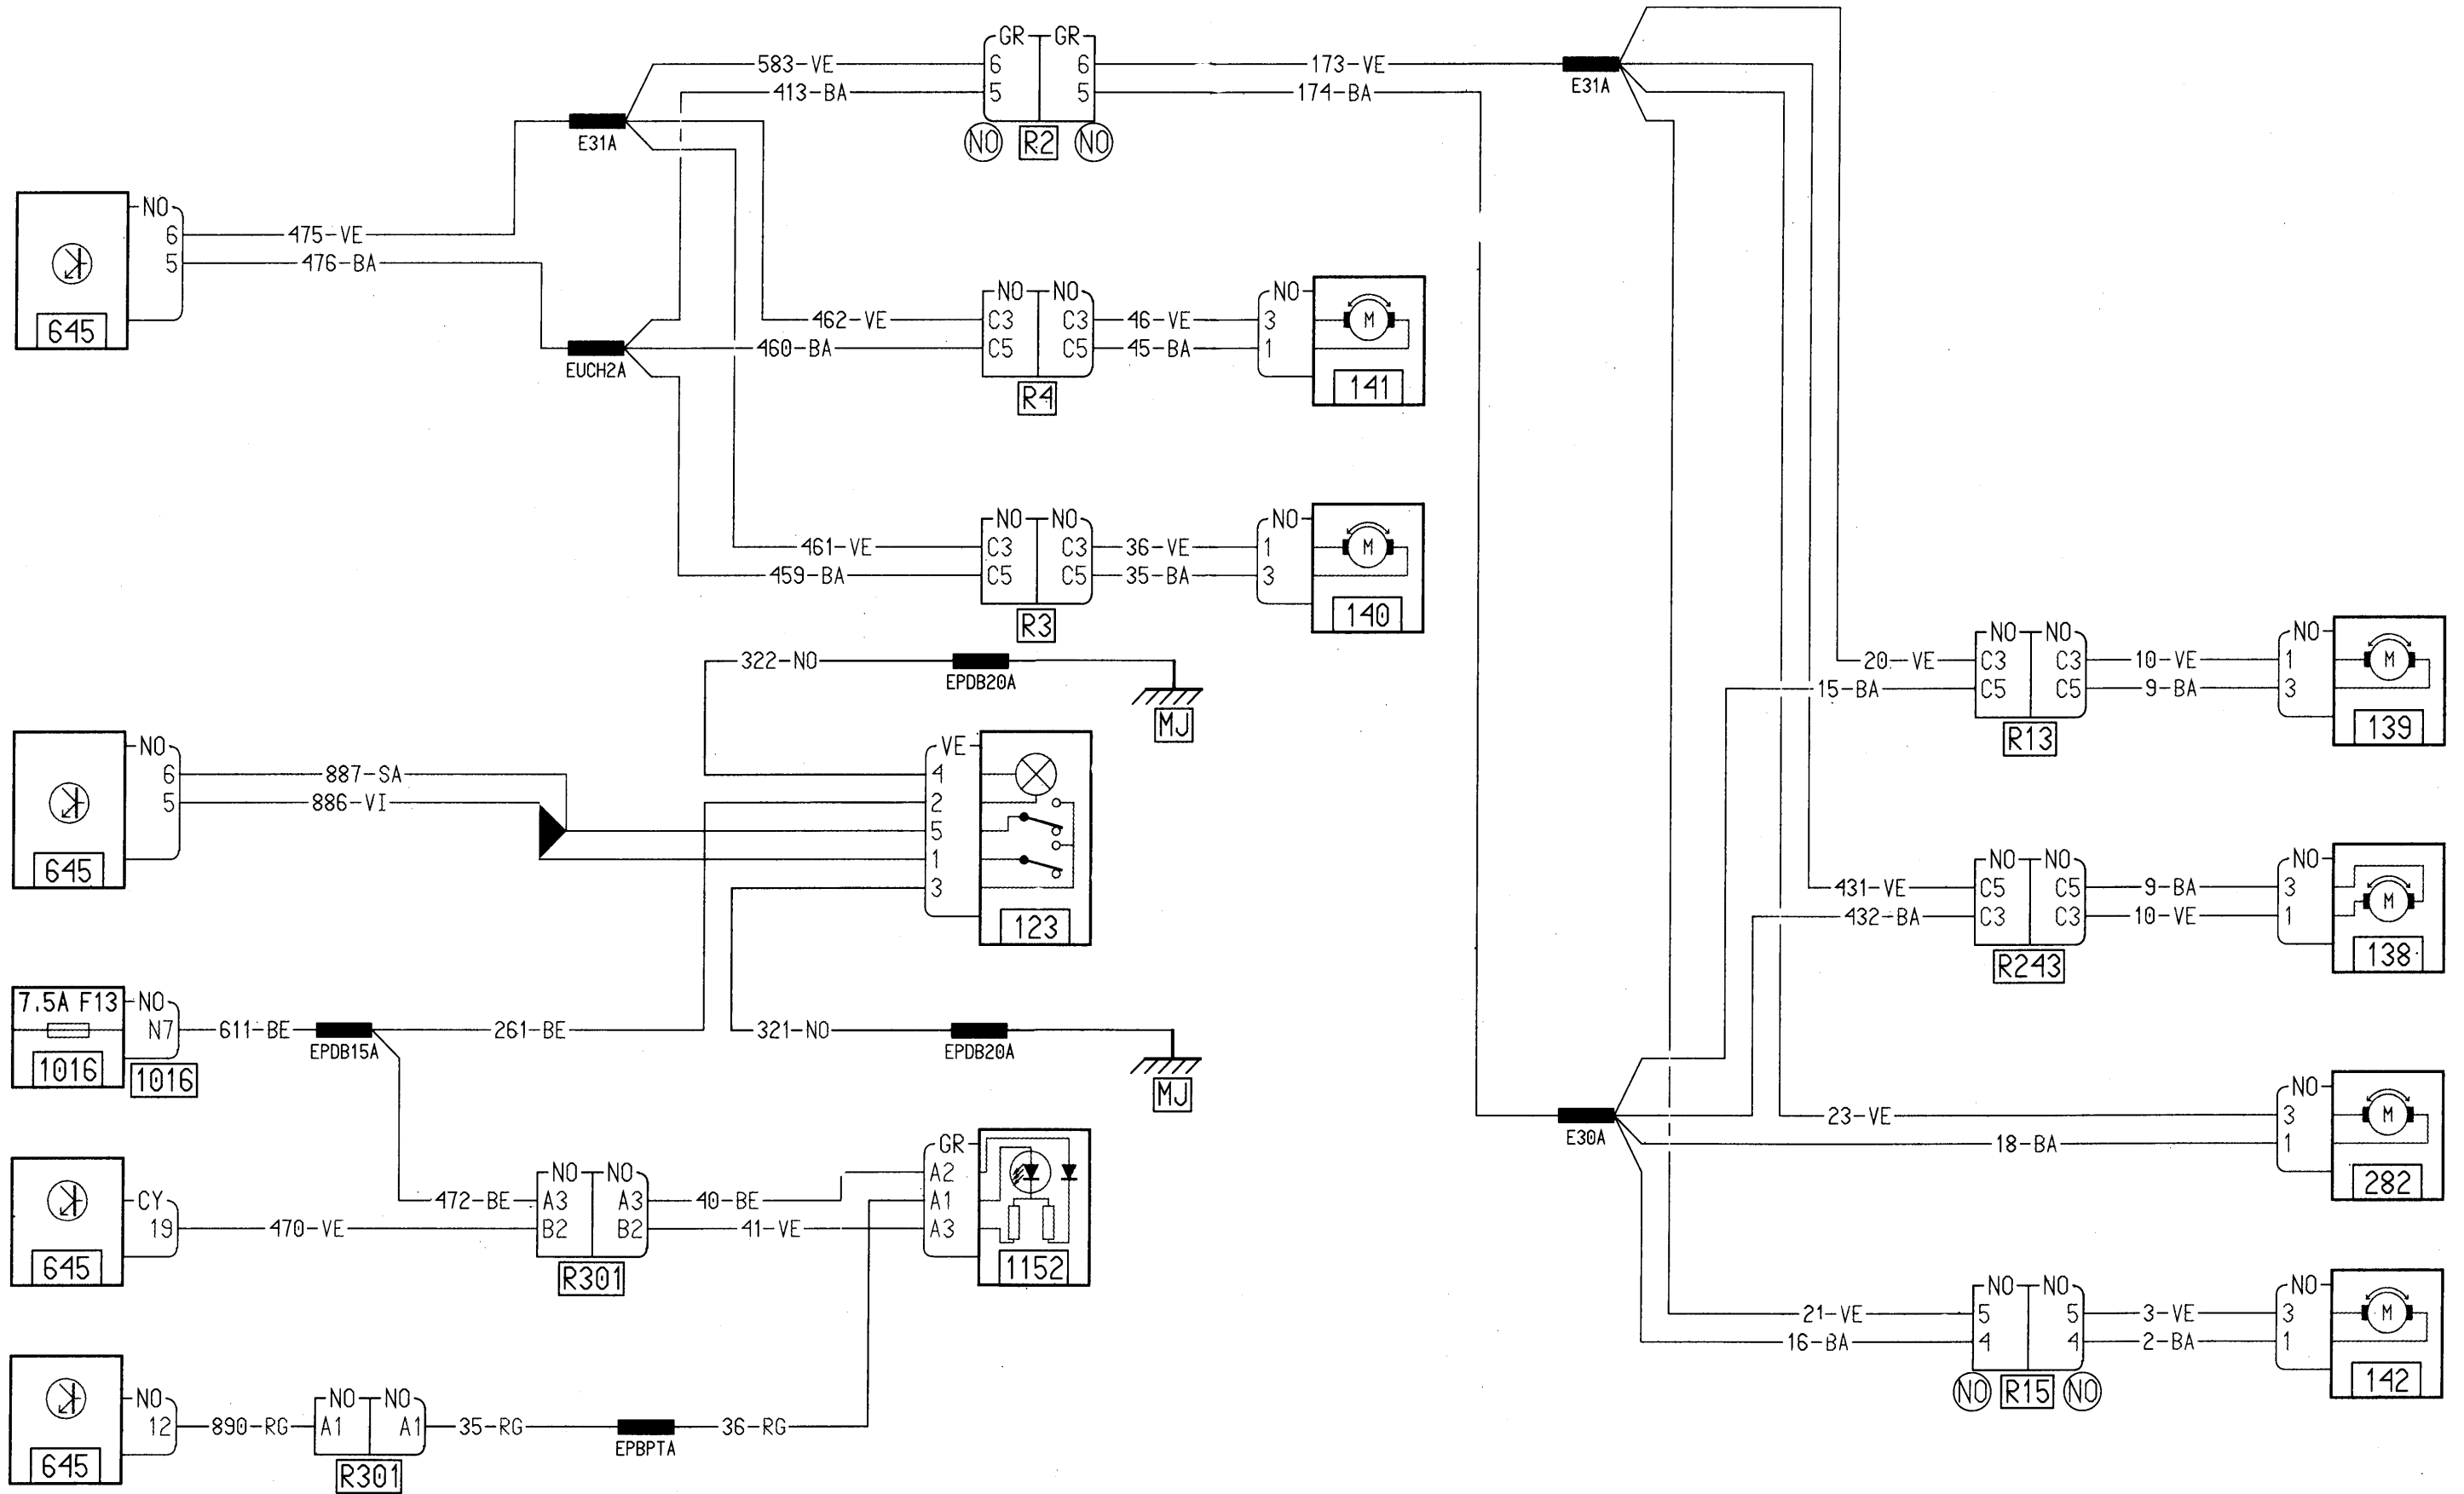 GR GR
583-VE 6 6 173-VE
413-BA 5 5 174-BA
E31A
E31A
NO R2 NO
NO
6 475-VE
5 476-BA
645
NO NO NO
462-VE C3 C3 46-VE 3 M
460-BA C5 C5 45-BA 1
EUCH2A
R4 141
NO NO NO
461-VE C3 C3 36-VE 1 M
459-BA C5 C5 35-BA 3
R3 140
322-NO
EPDB20A
MJ
NO NO NO
20-VE C3 C3 10-VE 1 M
15-BA C5 C5 9-BA 3
R13 139
NO
6 887-SA
5 886-VI
645
VE
4
2
5
1
3
123
NO NO NO
431-VE C5 C5 9-BA 3 M
432-BA C3 C3 10-VE 1
R243 138
7.5A F13 NO
N7 611-BE 261-BE
EPDB15A
1016 1016
321-NO
EPDB20A
MJ
E30A
NO
23-VE 3 M
18-BA 1
282
CY
19 470-VE
645
NO NO
472-BE A3 A3 40-BE
B2 B2 41-VE
R301
GR
A2
A1
A3
1152
NO NO NO
21-VE 5 5 3-VE 3 M
16-BA 4 4 2-BA 1
NO R15 NO 142
NO NO NO
12 890-RG A1 A1 35-RG 36-RG
EPBPTA
645 R301